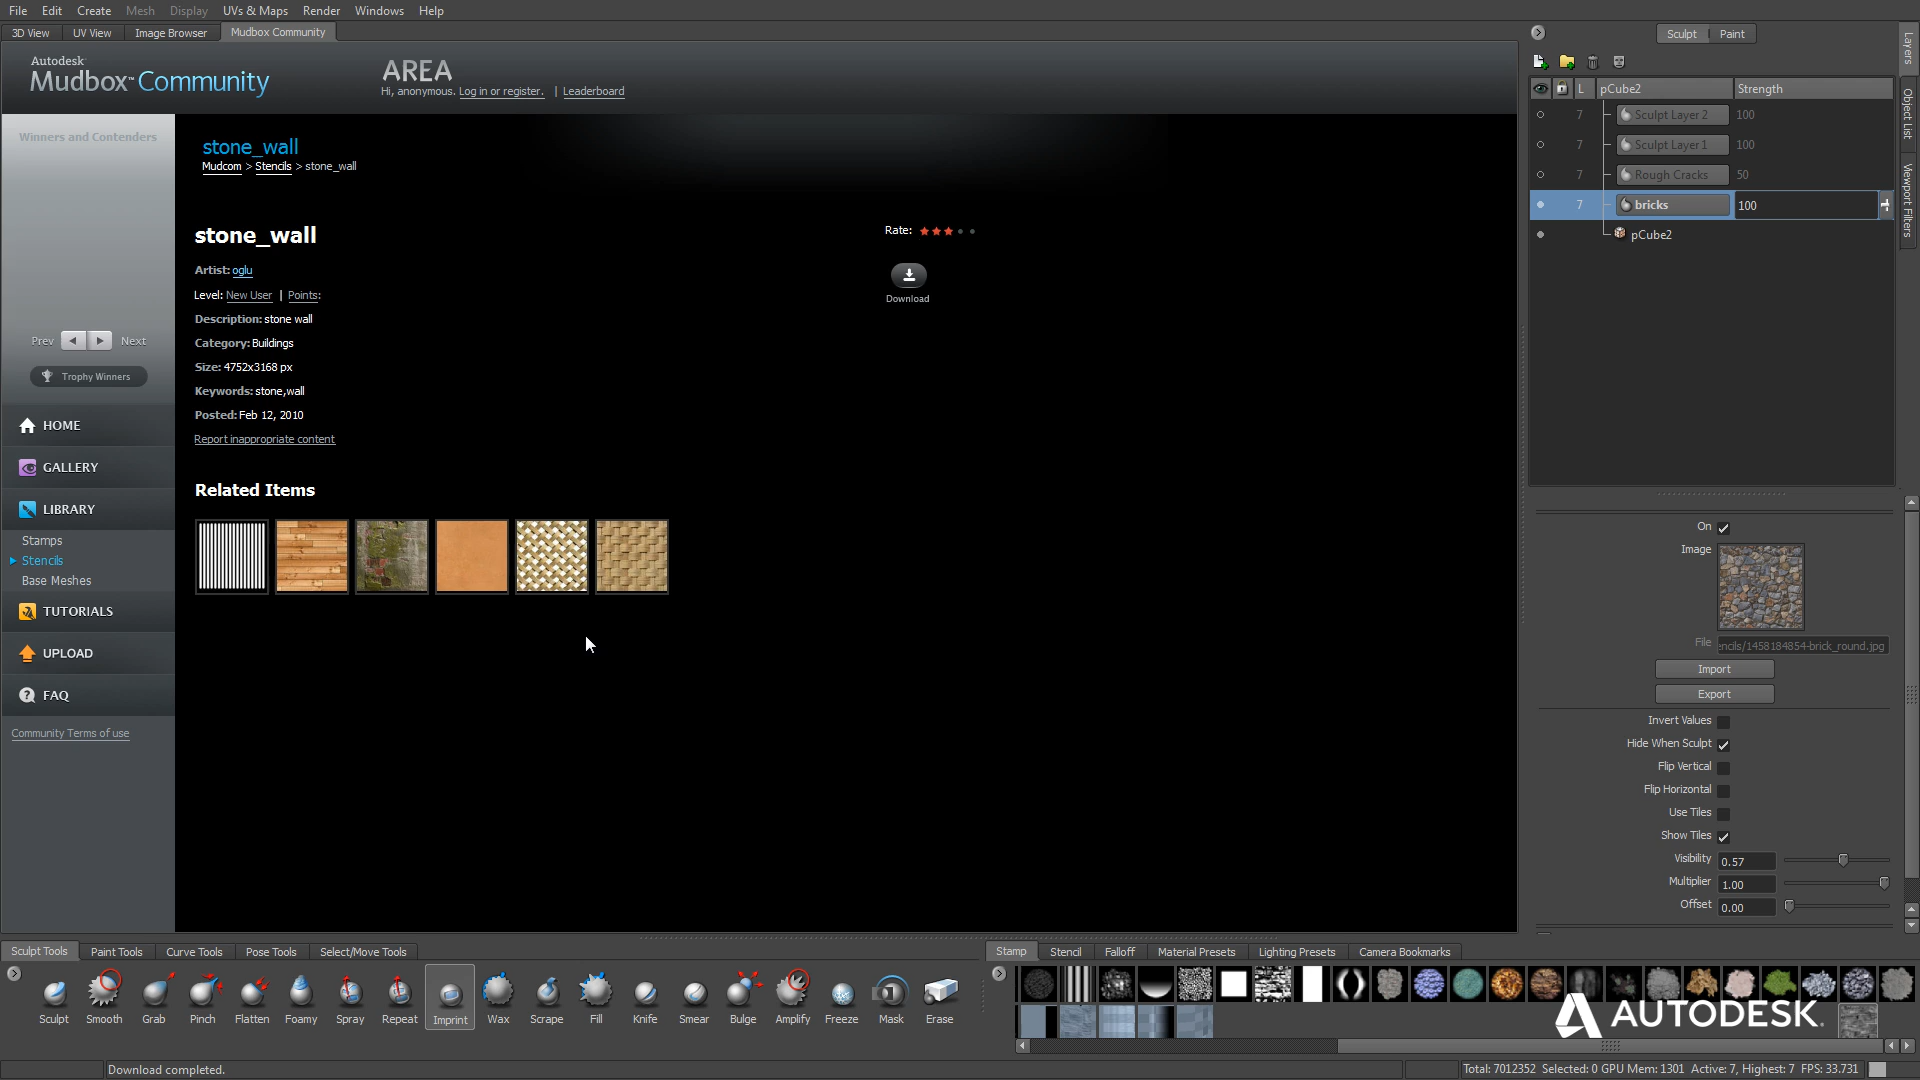 File Edit Create Mesh Display UVs & Maps Render Windows Help
3D View UV View Image Browser Mudbox Community
Sculpt Paint
Autodesk
Mudbox™ Community
AREA
Hi, anonymous. Log in or register. | Leaderboard
Layers
Object List
Viewport Filters
L pCube2 Strength
7 Sculpt Layer 2 100
7 Sculpt Layer 1 100
7 Rough Cracks 50
7 bricks 100
pCube2
Winners and Contenders
Prev Next
Trophy Winners
HOME
GALLERY
LIBRARY
Stamps
Stencils
Base Meshes
TUTORIALS
UPLOAD
FAQ
Community Terms of use
stone_wall
Mudcom > Stencils > stone_wall
stone_wall
Rate:
Download
Artist: oglu
Level: New User | Points:
Description: stone wall
Category: Buildings
Size: 4752x3168 px
Keywords: stone,wall
Posted: Feb 12, 2010
Report inappropriate content
Related Items
On
Image
File encils/1458184854-brick_round.jpg
Import
Export
Invert Values
Hide When Sculpt
Flip Vertical
Flip Horizontal
Use Tiles
Show Tiles
Visibility 0.57
Multiplier 1.00
Offset 0.00
Sculpt Tools Paint Tools Curve Tools Pose Tools Select/Move Tools
Sculpt Smooth Grab Pinch Flatten Foamy Spray Repeat Imprint Wax Scrape Fill Knife Smear Bulge Amplify Freeze Mask Erase
Stamp Stencil Falloff Material Presets Lighting Presets Camera Bookmarks
AUTODESK.
Download completed.
Total: 7012352 Selected: 0 GPU Mem: 1301 Active: 7, Highest: 7 FPS: 33.731